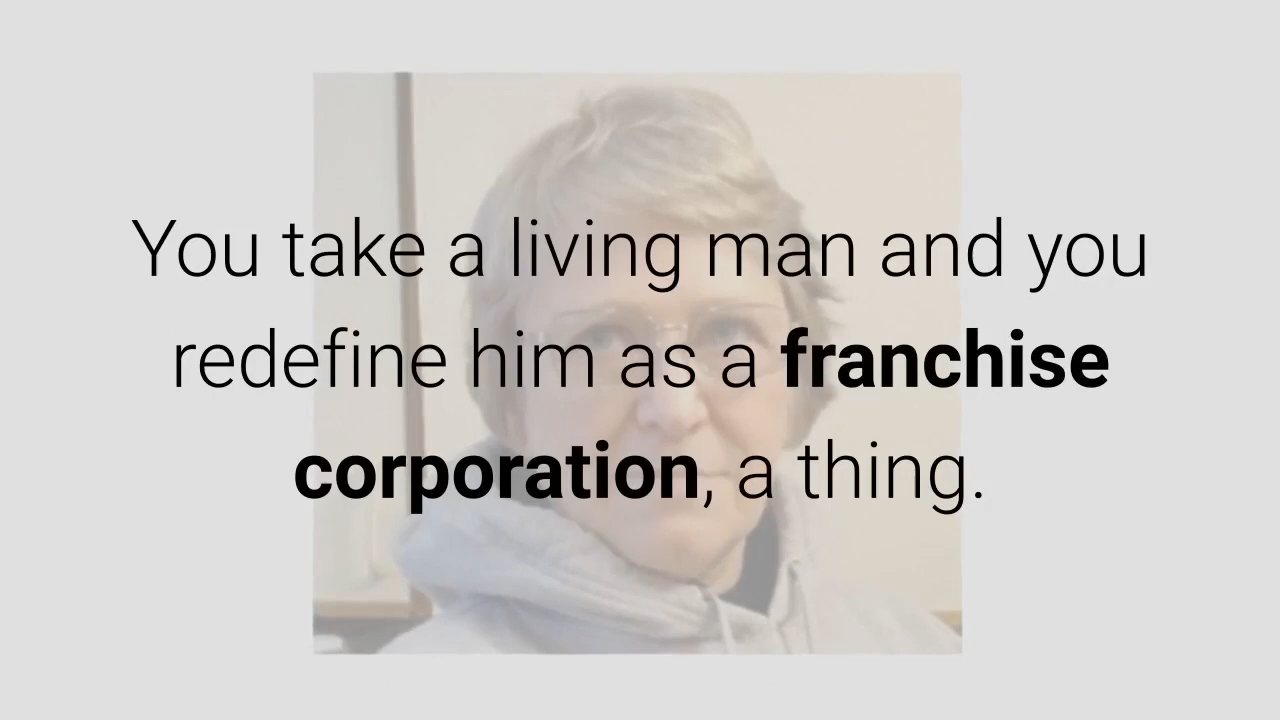 You take a living man and you
redefine him as a franchise
corporation, a thing.